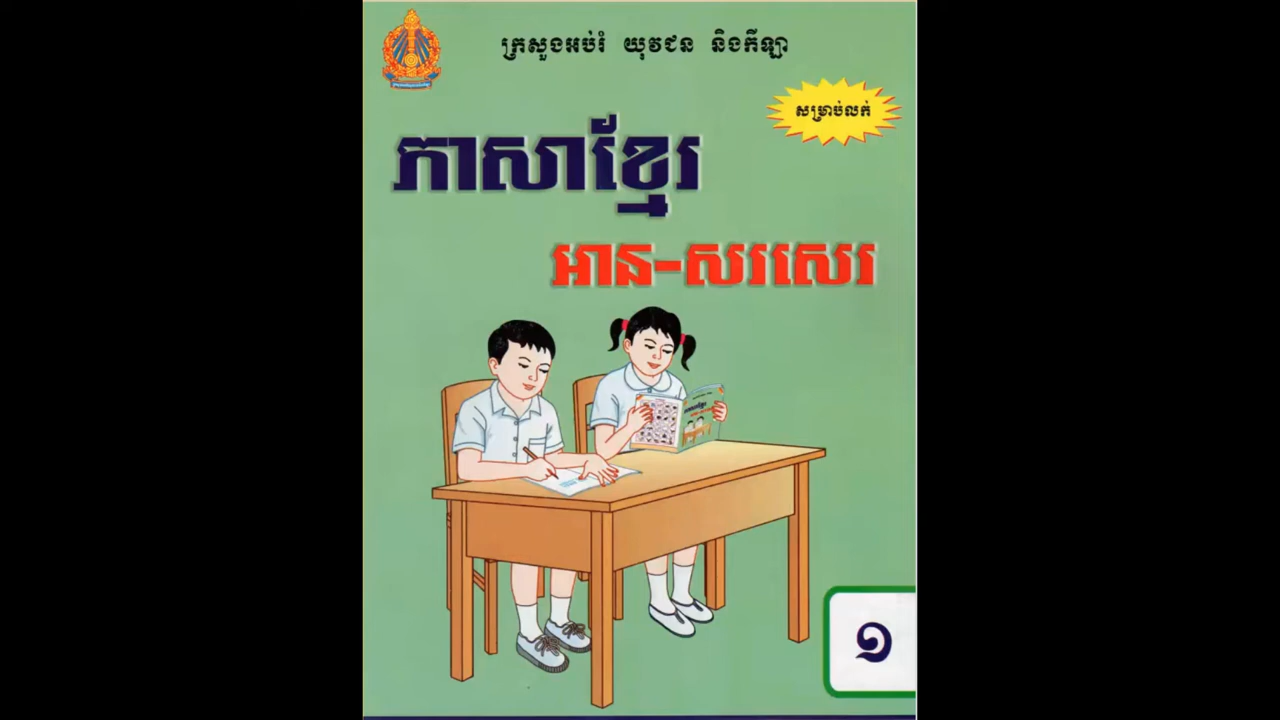 ក្រសួងអប់រំ យុវជន និងកីឡា
សម្រាប់លក់
ភាសាខ្មែរ
អាន-សរសេរ
១